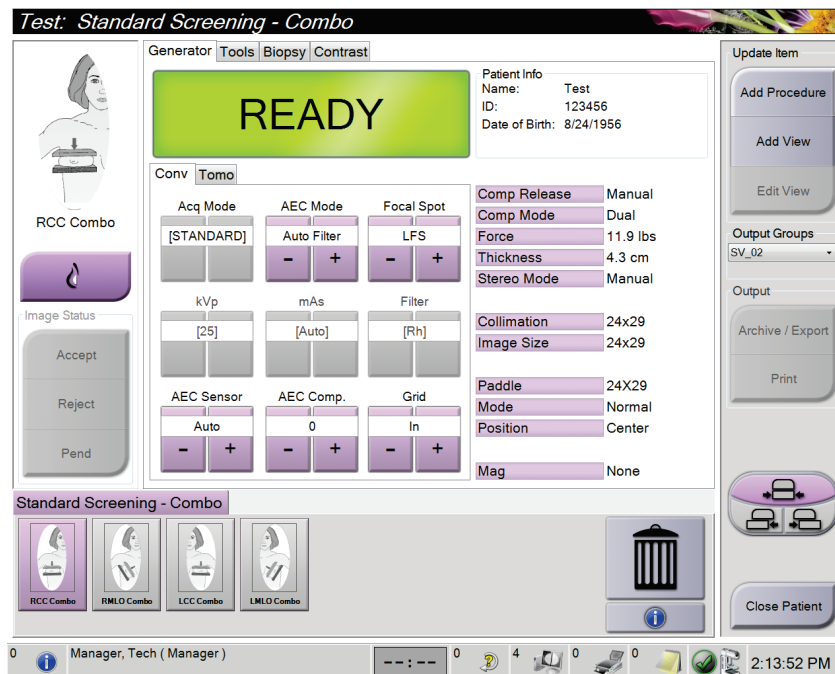 Test: Standard Screening - Combo
Generator Tools Biopsy Contrast
READY
Patient Info
Name: Test
ID: 123456
Date of Birth: 8/24/1956
Update Item
Add Procedure
Add View
Edit View
Output Groups
SV_02
Output
Archive / Export
Print
Close Patient
RCC Combo
Image Status
Accept
Reject
Pend
Conv Tomo
Acq Mode AEC Mode Focal Spot
[STANDARD] Auto Filter LFS
- + - +
kVp mAs Filter
[25] [Auto] [Rh]
AEC Sensor AEC Comp. Grid
Auto 0 In
- + - + - +
Comp Release Manual
Comp Mode Dual
Force 11.9 lbs
Thickness 4.3 cm
Stereo Mode Manual
Collimation 24x29
Image Size 24x29
Paddle 24X29
Mode Normal
Position Center
Mag None
Standard Screening - Combo
RCC Combo RMLO Combo LCC Combo LMLO Combo
0 Manager, Tech ( Manager ) --:-- 0 4 0 0 2:13:52 PM